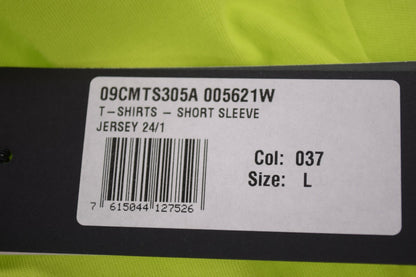 09CMTS305A 005621W
T-SHIRTS - SHORT SLEEVE
JERSEY 24/1
Col: 037
Size: L
7 615044 127526